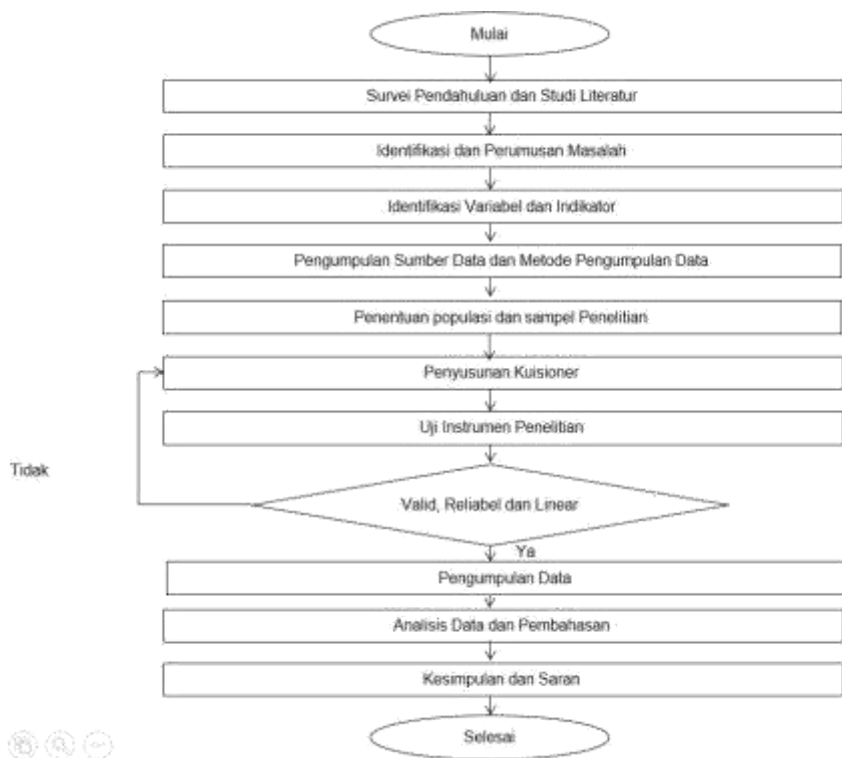 Mulai
Survei Pendahuluan dan Studi Literatur
Identifikasi dan Perumusan Masalah
Identifikasi Variabel dan Indikator
Pengumpulan Sumber Data dan Metode Pengumpulan Data
Penentuan populasi dan sampel Penelitian
Penyusunan Kuisioner
Uji Instrumen Penelitian
Tidak
Valid, Reliabel dan Linear
Ya
Pengumpulan Data
Analisis Data dan Pembahasan
Kesimpulan dan Saran
Selesai